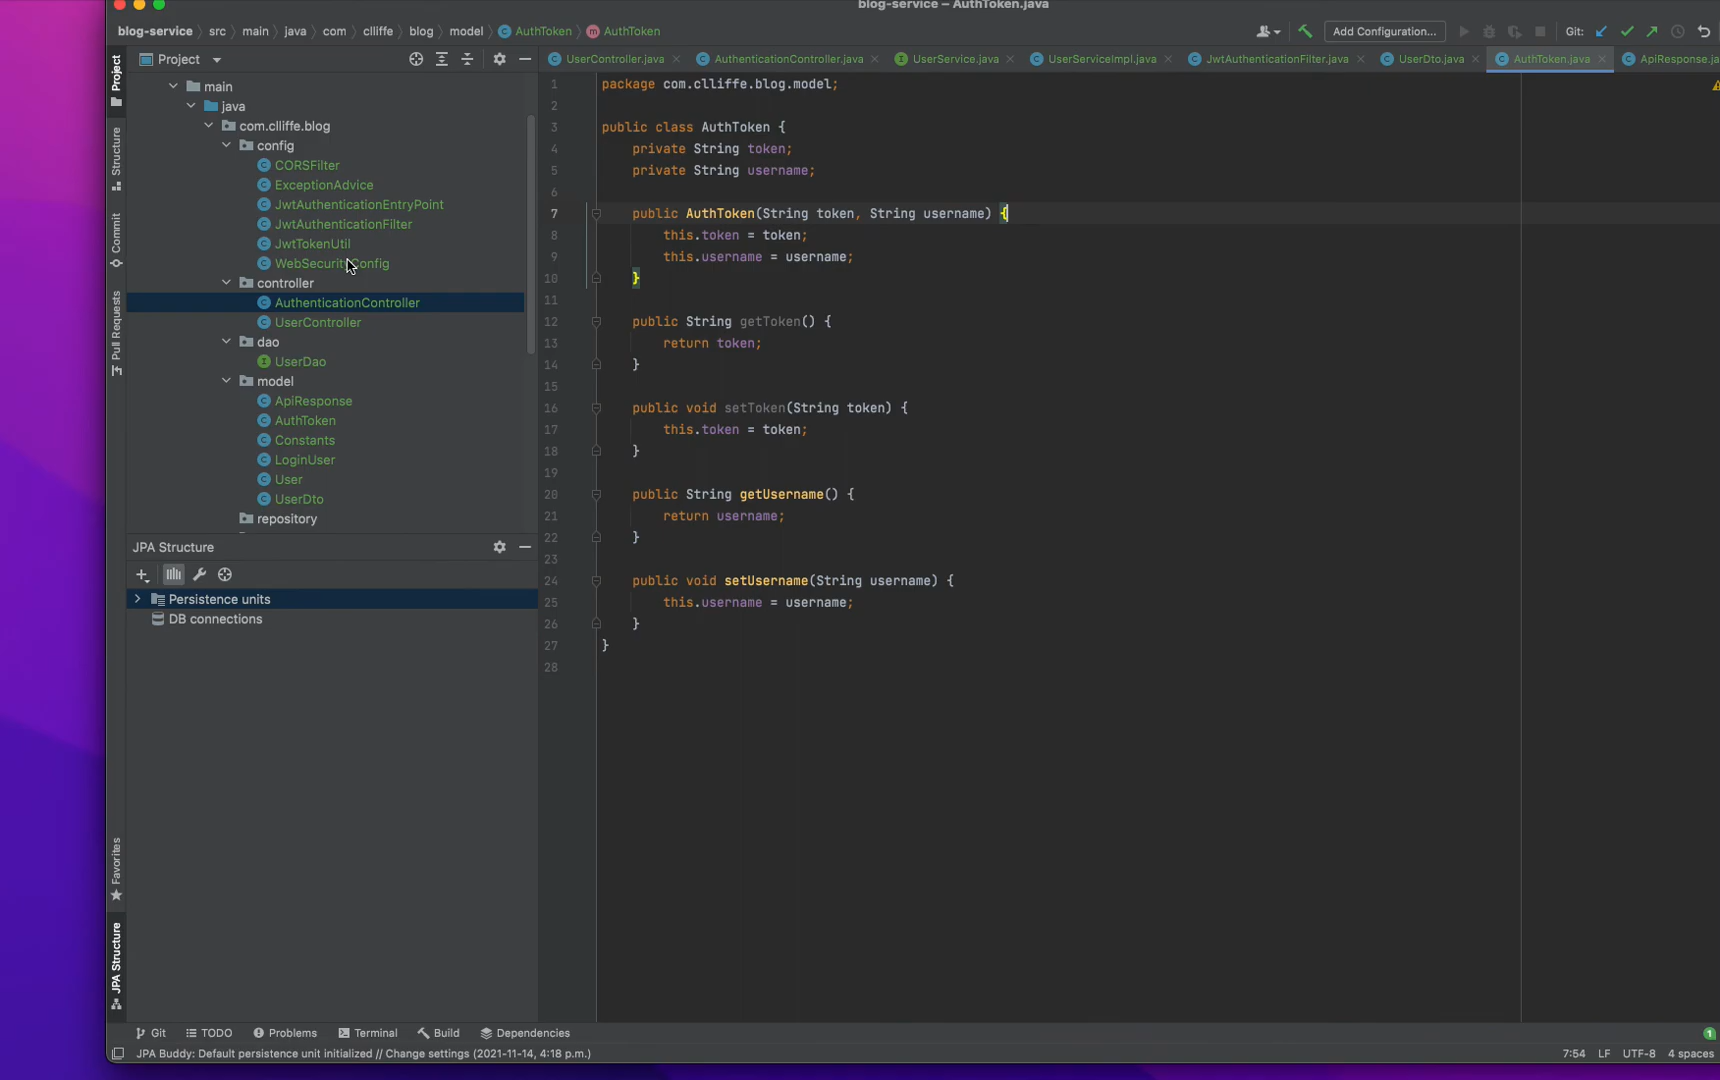 blog-service – AuthToken.java
blog-service src main java com clliffe blog model AuthToken AuthToken
Add Configuration... Git:
Project
UserController.java AuthenticationController.java UserService.java UserServiceImpl.java JwtAuthenticationFilter.java UserDto.java AuthToken.java ApiResponse.ja
Project
Structure
Commit
Pull Requests
Favorites
JPA Structure
main
java
com.clliffe.blog
config
CORSFilter
ExceptionAdvice
JwtAuthenticationEntryPoint
JwtAuthenticationFilter
JwtTokenUtil
WebSecurityConfig
controller
AuthenticationController
UserController
dao
UserDao
model
ApiResponse
AuthToken
Constants
LoginUser
User
UserDto
repository
JPA Structure
Persistence units
DB connections
1 package com.clliffe.blog.model;
2
3 public class AuthToken {
4 private String token;
5 private String username;
6
7 public AuthToken(String token, String username) {
8 this.token = token;
9 this.username = username;
10 }
11
12 public String getToken() {
13 return token;
14 }
15
16 public void setToken(String token) {
17 this.token = token;
18 }
19
20 public String getUsername() {
21 return username;
22 }
23
24 public void setUsername(String username) {
25 this.username = username;
26 }
27 }
28
Git TODO Problems Terminal Build Dependencies 1
JPA Buddy: Default persistence unit initialized // Change settings (2021-11-14, 4:18 p.m.) 7:54 LF UTF-8 4 spaces